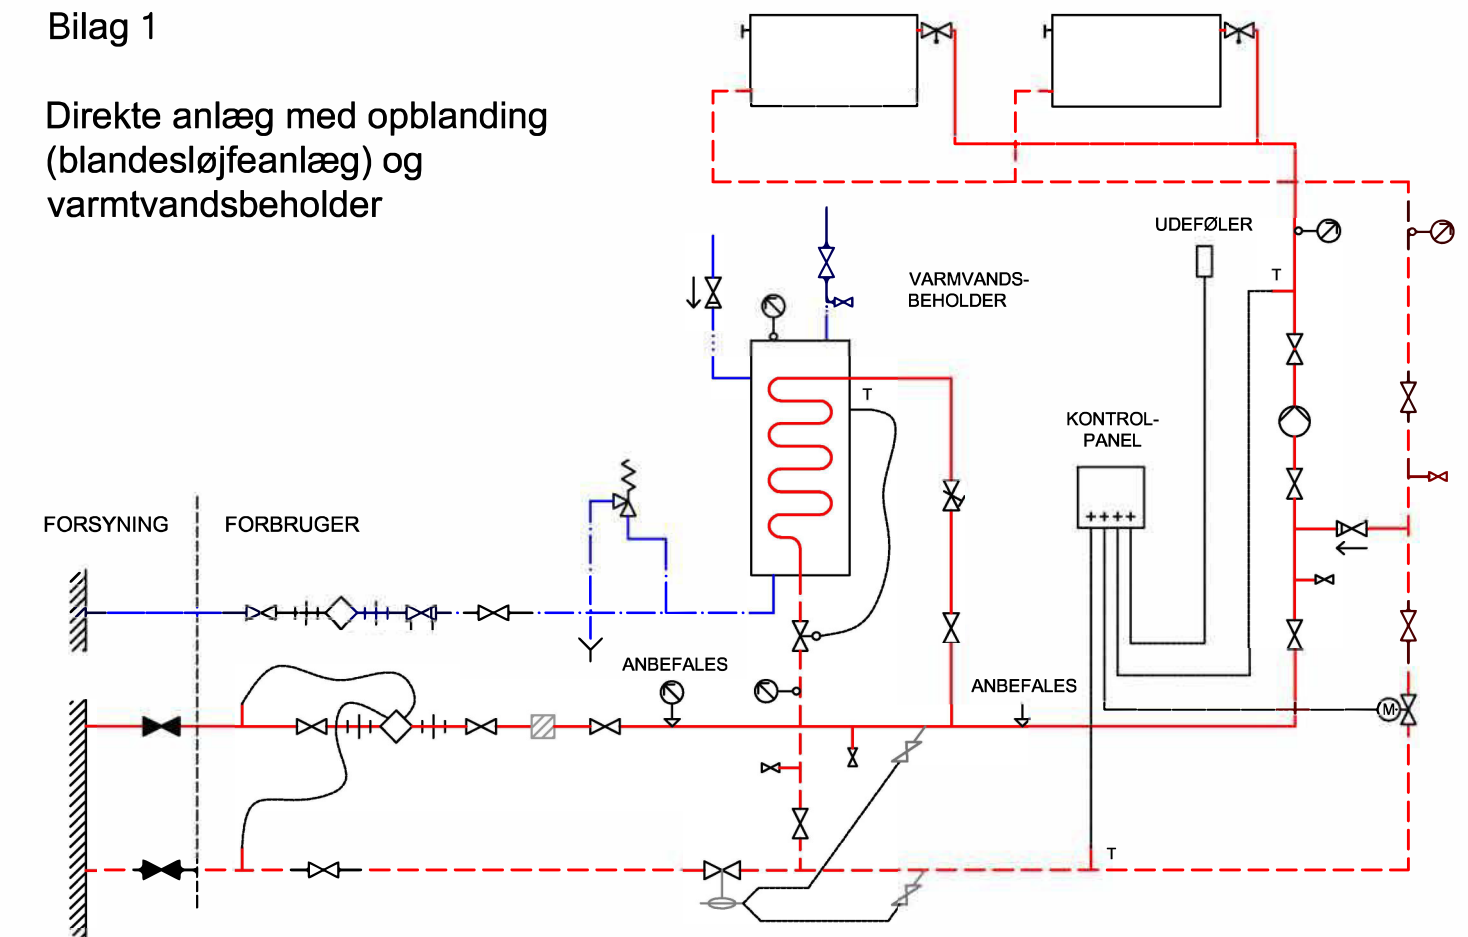 Bilag 1
Direkte anlæg med opblanding
(blandesløjfeanlæg) og
varmtvandsbeholder
UDEFØLER
VARMVANDS-
BEHOLDER
T
T
KONTROL-
PANEL
++++
FORSYNING
FORBRUGER
ANBEFALES
ANBEFALES
M
T